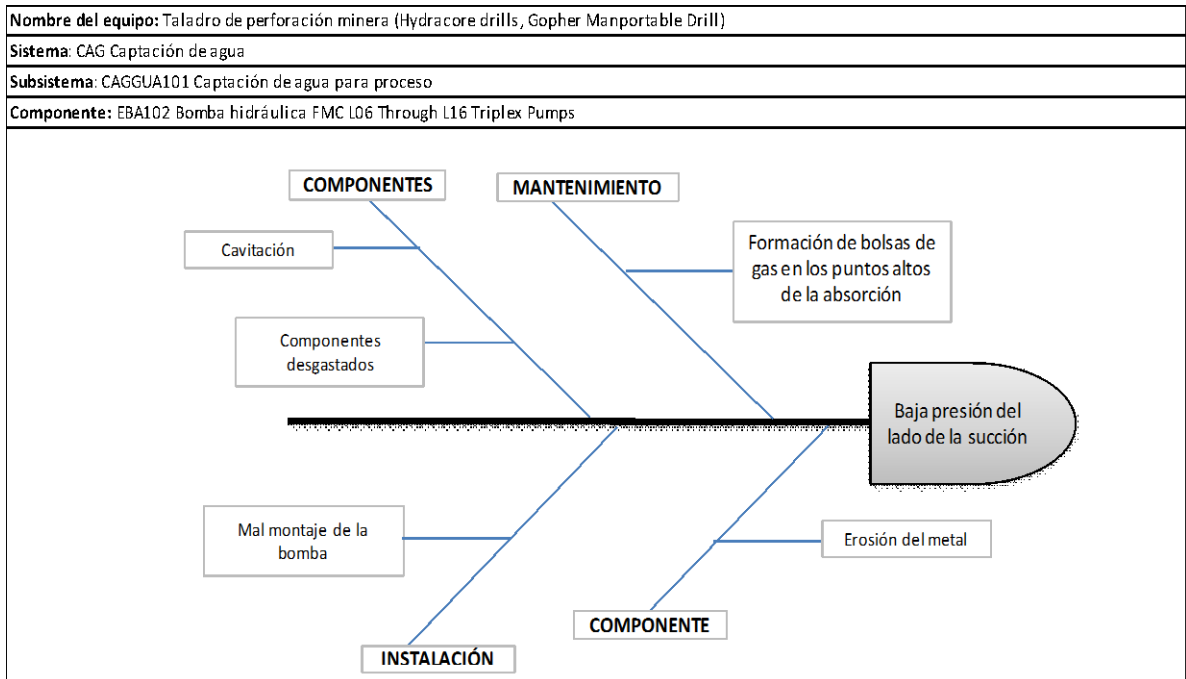 Nombre del equipo: Taladro de perforación minera (Hydracore drills, Gopher Manportable Drill)
Sistema: CAG Captación de agua
Subsistema: CAGGUA101 Captación de agua para proceso
Componente: EBA102 Bomba hidráulica FMC L06 Through L16 Triplex Pumps
COMPONENTES
MANTENIMIENTO
Cavitación
Formación de bolsas de
gas en los puntos altos
de la absorción
Componentes
desgastados
Baja presión del
lado de la succión
Mal montaje de la
bomba
Erosión del metal
COMPONENTE
INSTALACIÓN